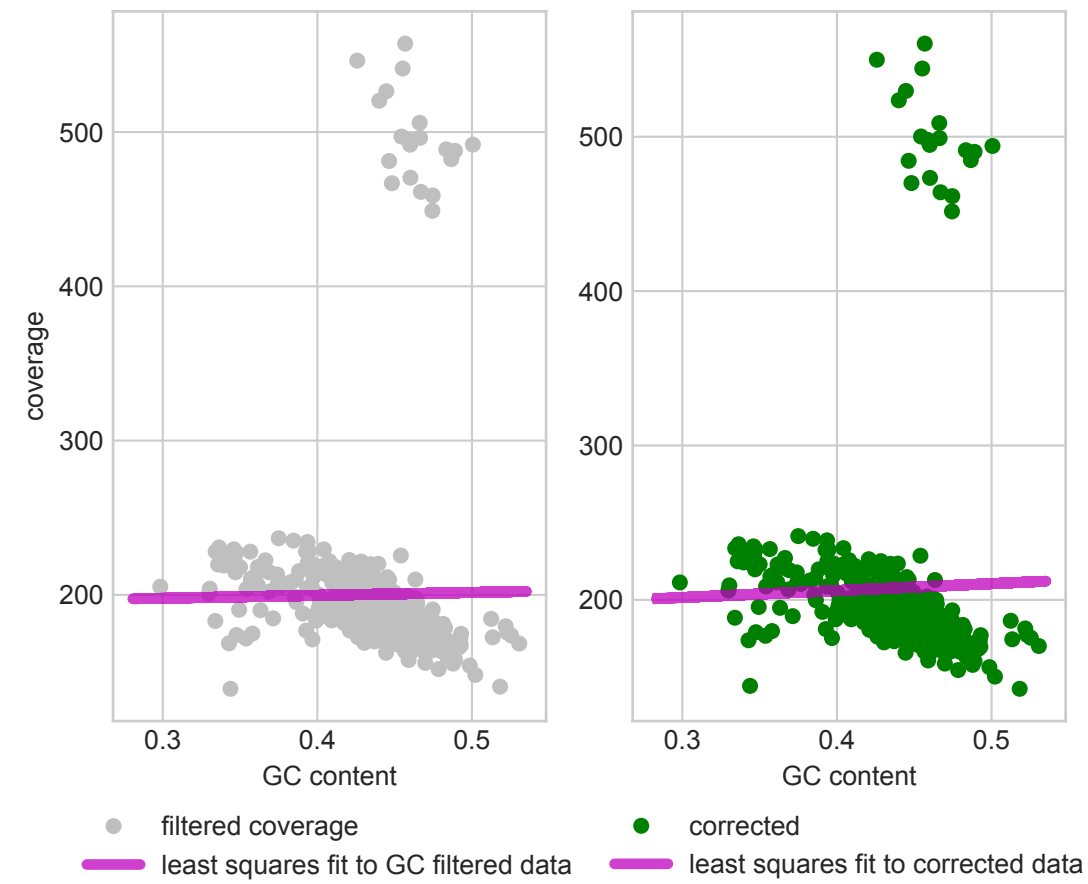 coverage
500
400
300
200
0.3 0.4 0.5
GC content
500
400
300
200
0.3 0.4 0.5
GC content
filtered coverage
least squares fit to GC filtered data
corrected
least squares fit to corrected data